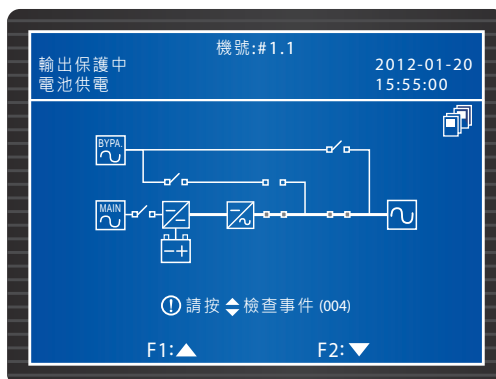 機號:#1.1
輸出保護中
電池供電
2012-01-20
15:55:00
BYPA.
MAIN
請按 檢查事件 (004)
F1:▲ F2:▼